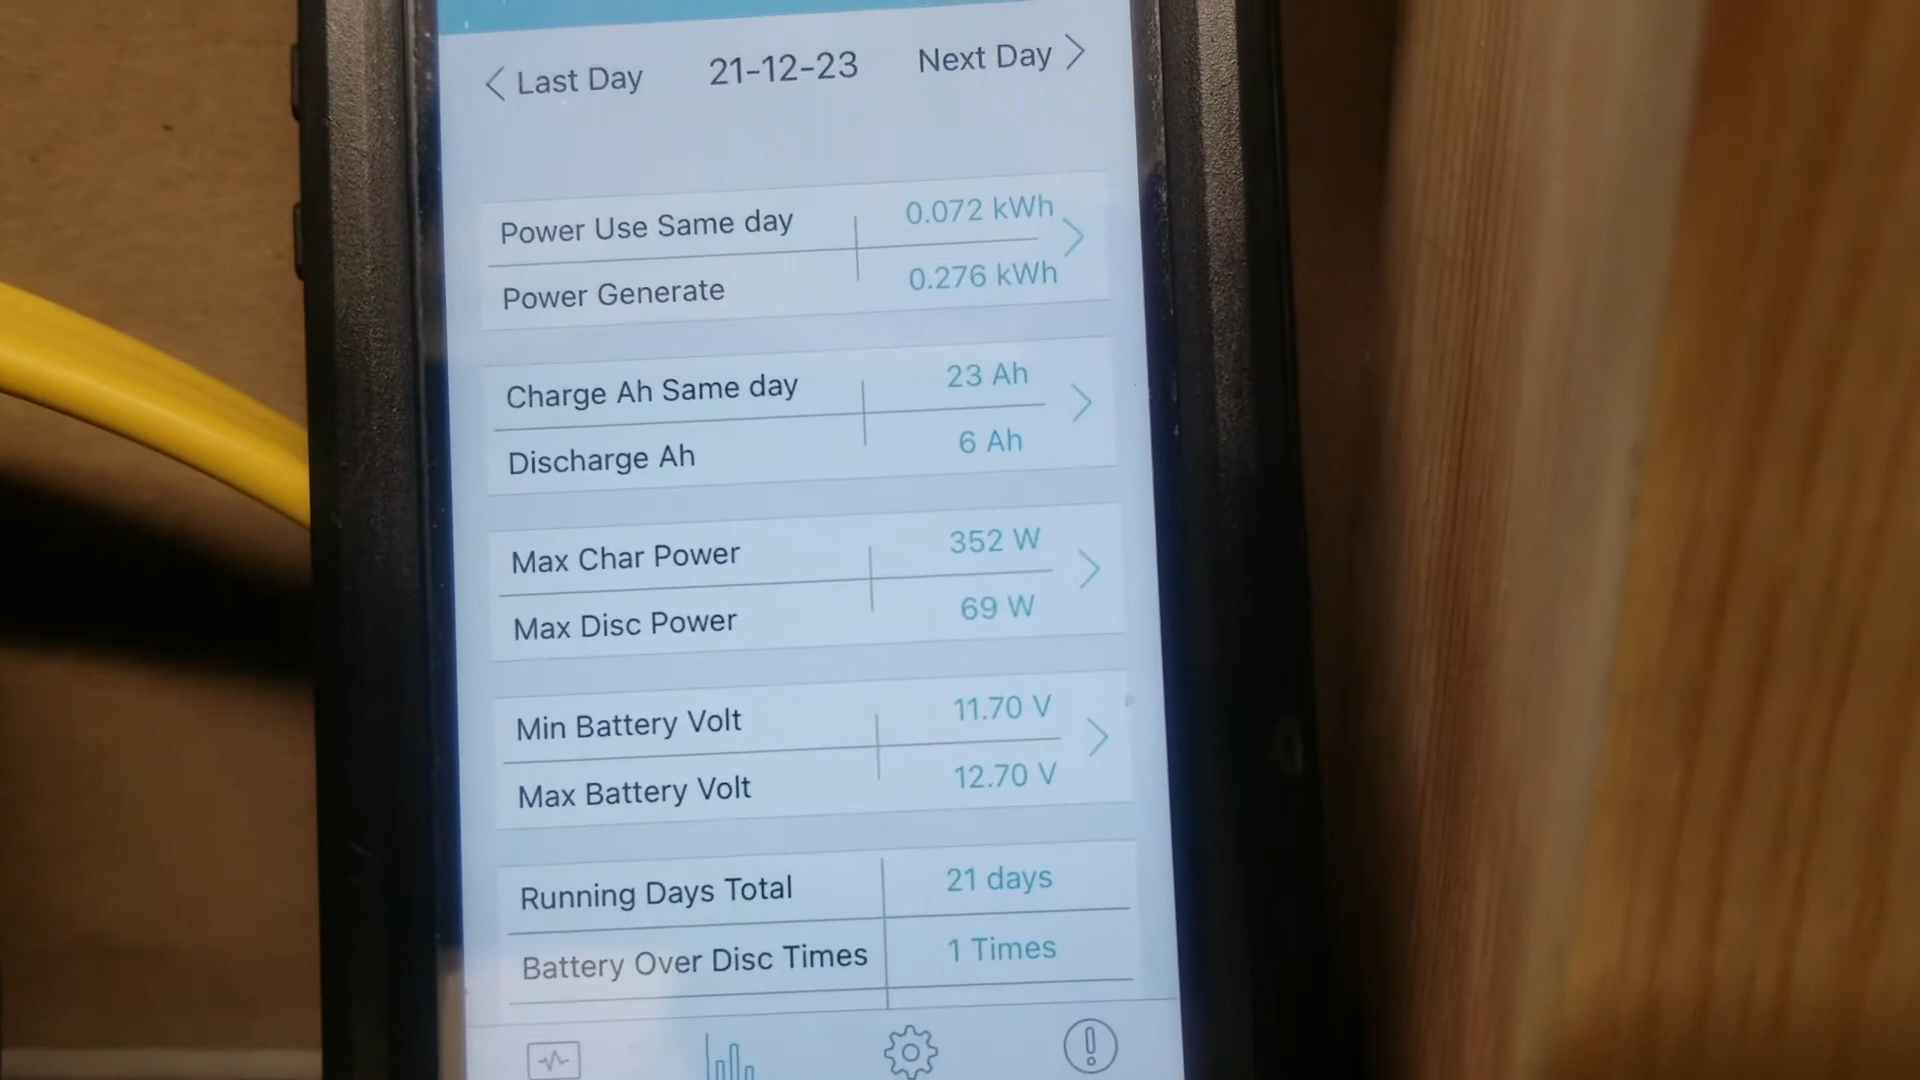 Last Day 21-12-23 Next Day
Power Use Same day 0.072 kWh
Power Generate 0.276 kWh
Charge Ah Same day 23 Ah
Discharge Ah 6 Ah
Max Char Power 352 W
Max Disc Power 69 W
Min Battery Volt 11.70 V
Max Battery Volt 12.70 V
Running Days Total 21 days
Battery Over Disc Times 1 Times